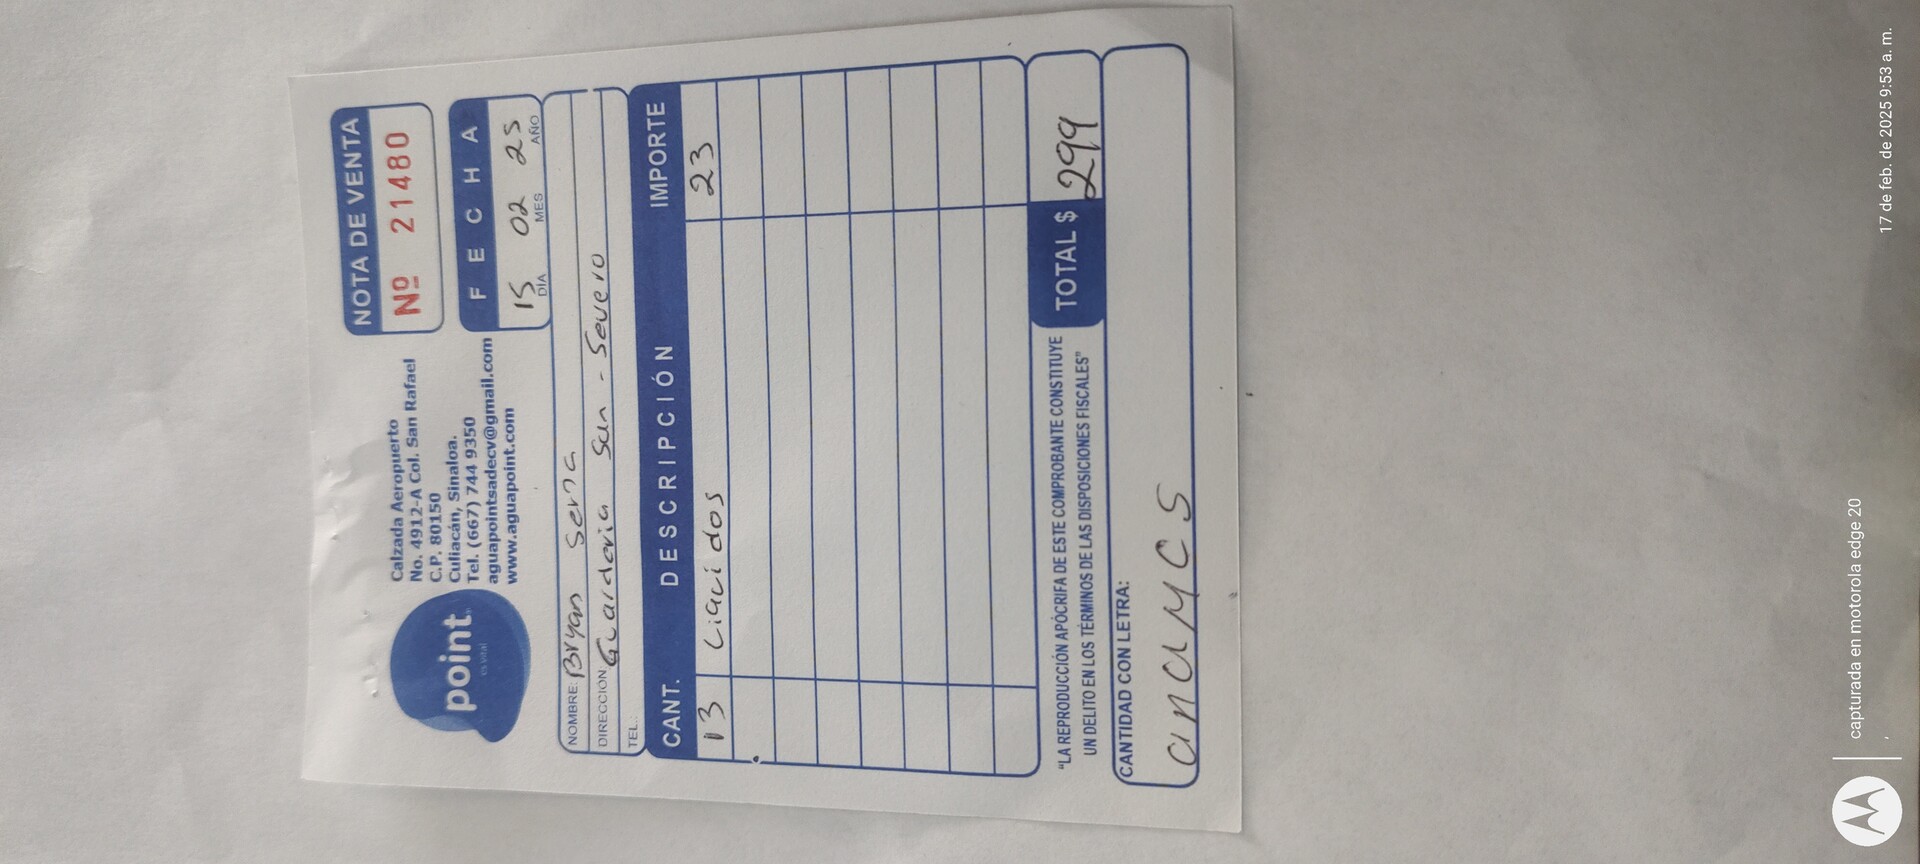 point
es vital
Calzada Aeropuerto
No. 4912-A Col. San Rafael
C.P. 80150
Culiacán, Sinaloa.
Tel. (667) 744 9350
aguapointsadecv@gmail.com
www.aguapoint.com
NOTA DE VENTA
Nº 21480
FECHA
15 02 25
DIA MES AÑO
NOMBRE: Bryan Serna
DIRECCIÓN: Guarderia San - Severo
TEL.:
CANT. DESCRIPCIÓN IMPORTE
13 Liquidos 23
"LA REPRODUCCIÓN APÓCRIFA DE ESTE COMPROBANTE CONSTITUYE
UN DELITO EN LOS TÉRMINOS DE LAS DISPOSICIONES FISCALES"
TOTAL $ 299
CANTIDAD CON LETRA:
capturada en motorola edge 20
17 de feb. de 2025 9:53 a. m.